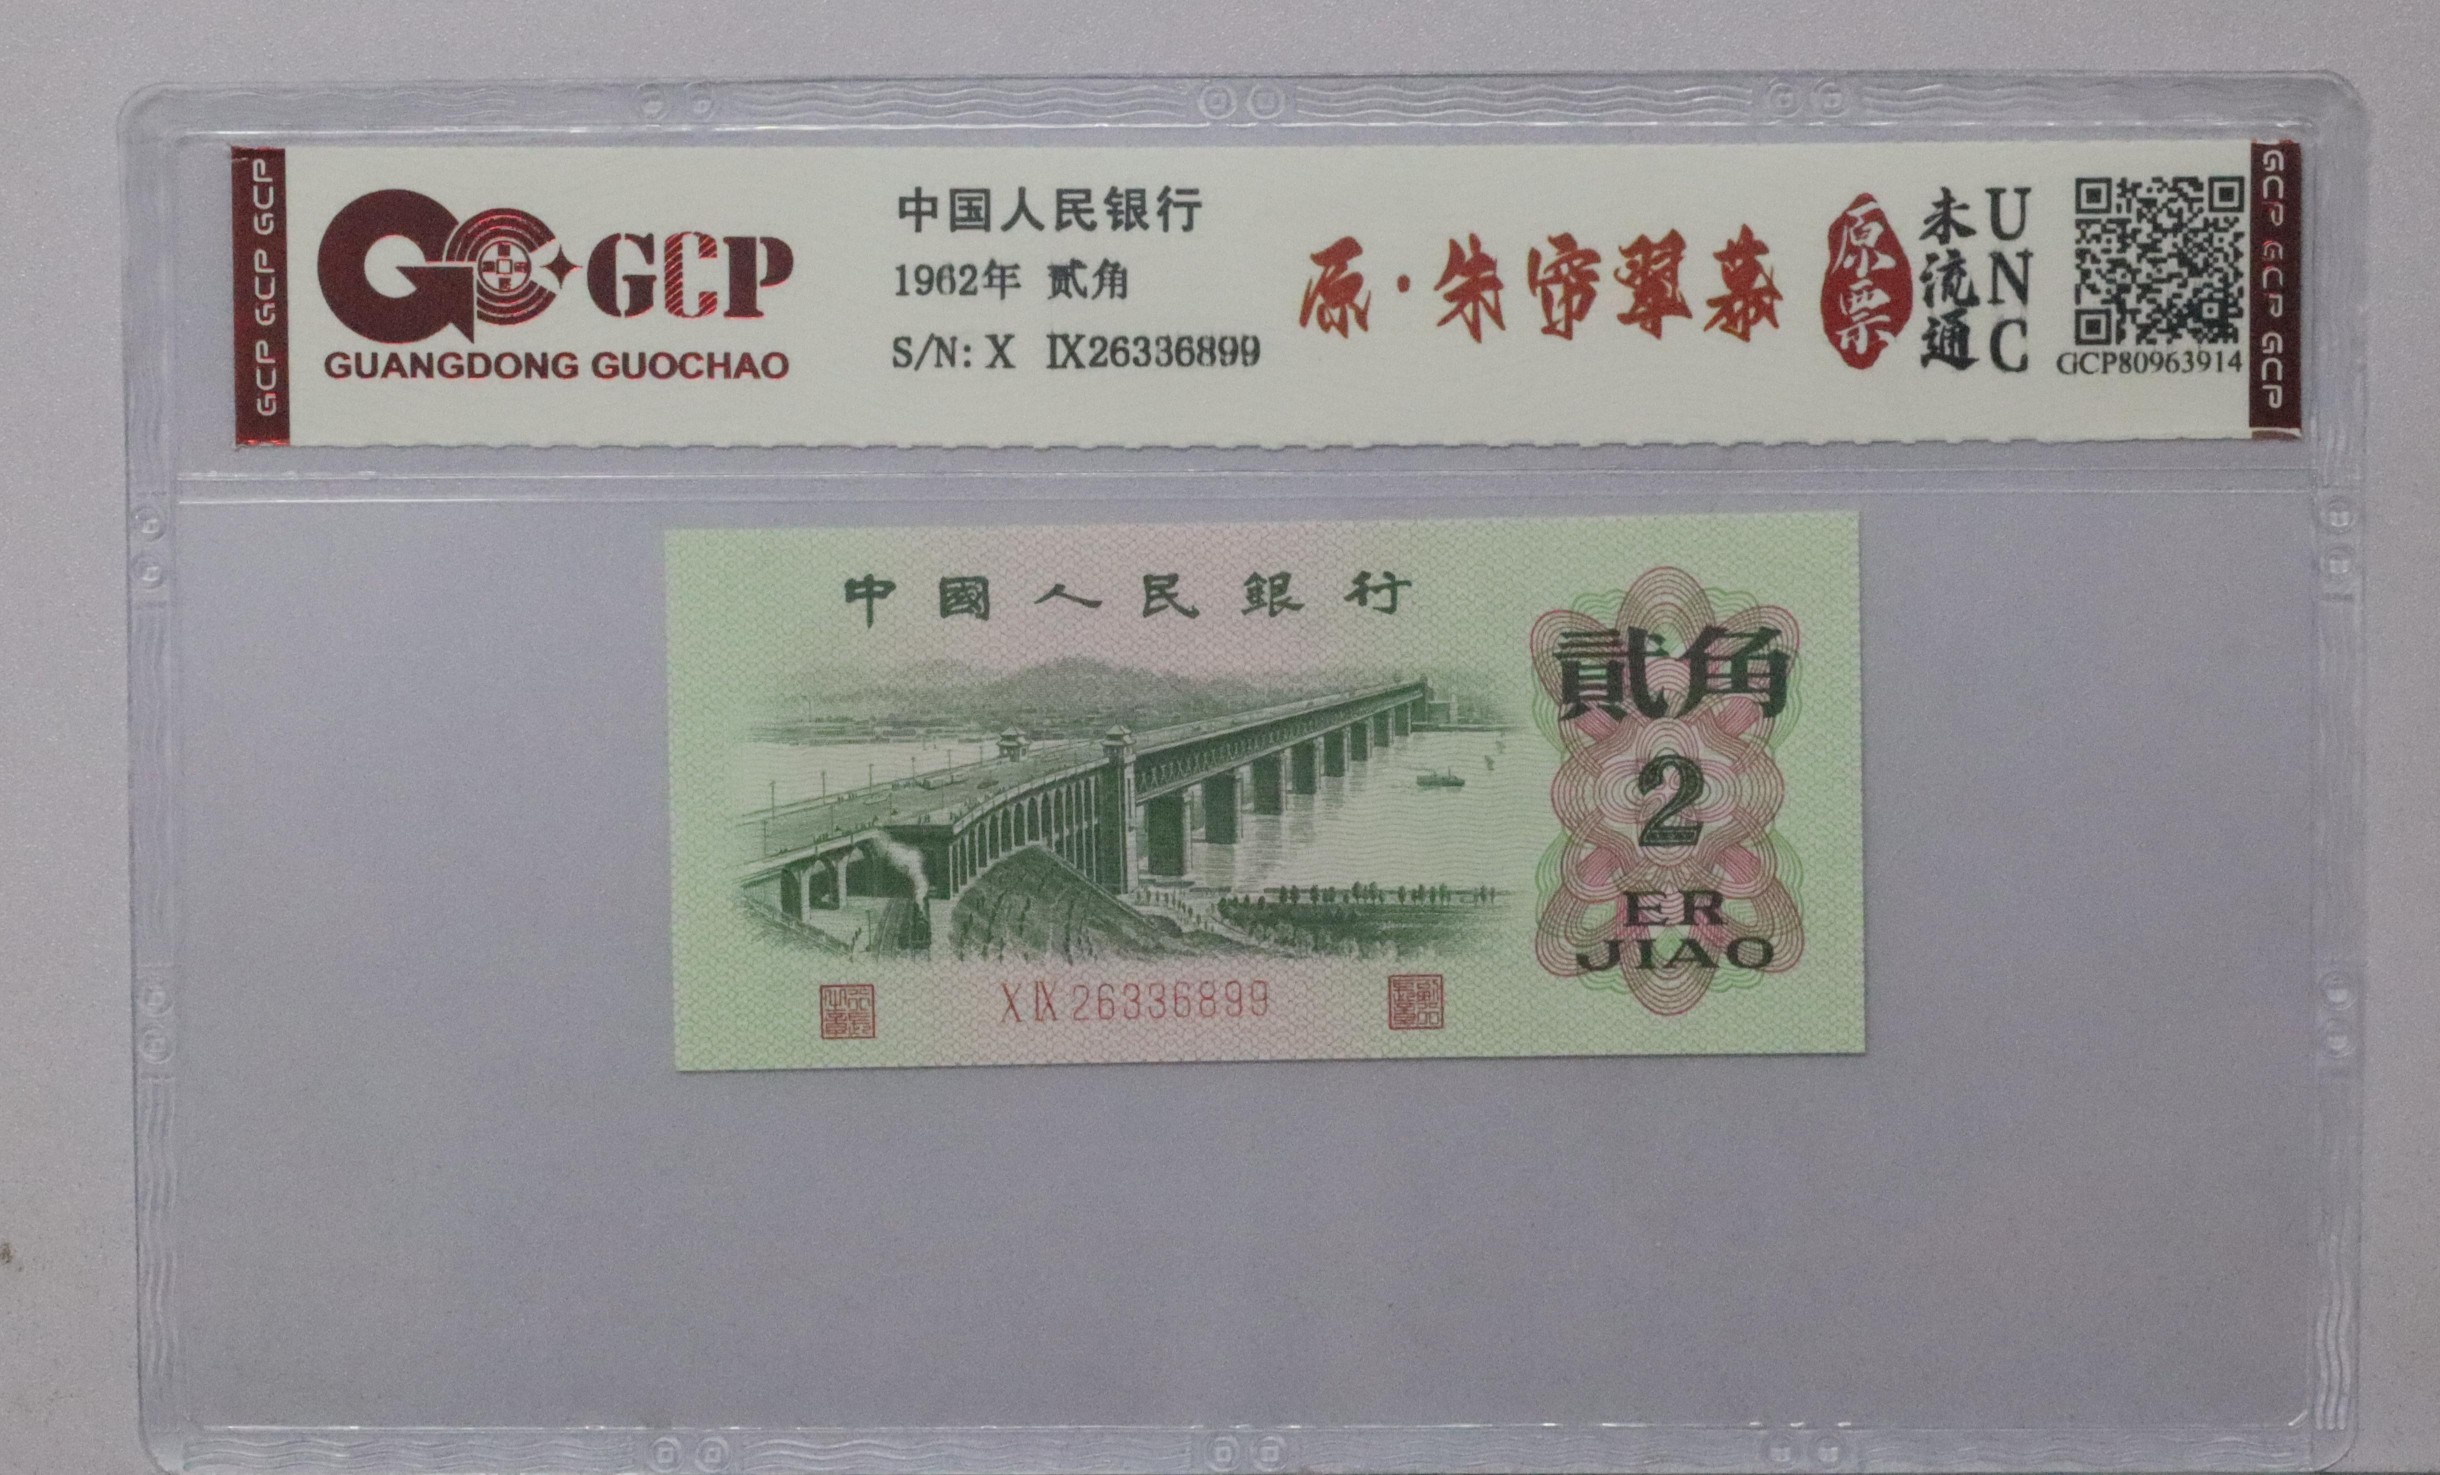 GCP GCP GCP
GCP
GUANGDONG GUOCHAO
中国人民银行
1962年 贰角
S/N: X IX26336899
原·朱帘翠幕
原票
未流通
UNC
GCP80963914
GCP GCP GCP
中國人民銀行
貳角
2
ER
JIAO
X IX 26336899